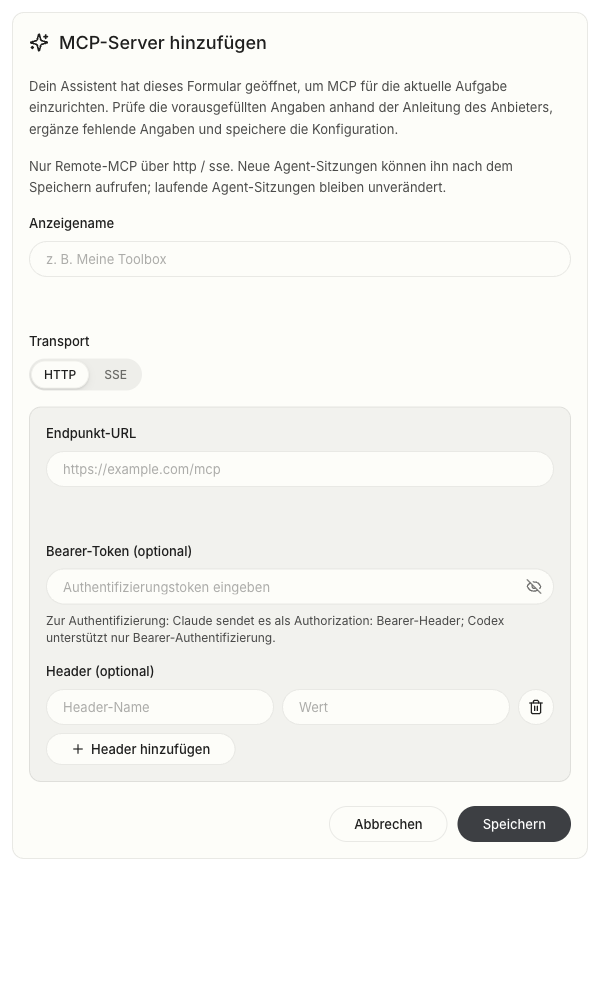 MCP-Server hinzufügen
Dein Assistent hat dieses Formular geöffnet, um MCP für die aktuelle Aufgabe
einzurichten. Prüfe die vorausgefüllten Angaben anhand der Anleitung des Anbieters,
ergänze fehlende Angaben und speichere die Konfiguration.
Nur Remote-MCP über http / sse. Neue Agent-Sitzungen können ihn nach dem
Speichern aufrufen; laufende Agent-Sitzungen bleiben unverändert.
Anzeigename
z. B. Meine Toolbox
Transport
HTTP SSE
Endpunkt-URL
https://example.com/mcp
Bearer-Token (optional)
Authentifizierungstoken eingeben
Zur Authentifizierung: Claude sendet es als Authorization: Bearer-Header; Codex
unterstützt nur Bearer-Authentifizierung.
Header (optional)
Header-Name Wert
Header hinzufügen
Abbrechen Speichern